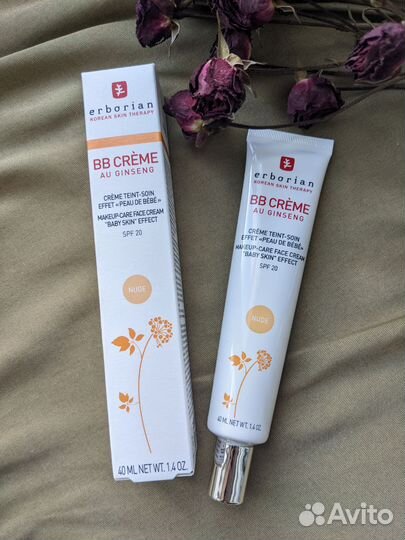 erborian
KOREAN SKIN THERAPY
BB CRÈME
AU GINSENG
CRÈME TEINT-SOIN
EFFET «PEAU DE BÉBÉ»
MAKEUP-CARE FACE CREAM
"BABY SKIN" EFFECT
SPF 20
NUDE
40 ML NET WT. 1.4 OZ.
erborian
KOREAN SKIN THERAPY
BB CRÈME
AU GINSENG
CRÈME TEINT-SOIN
EFFET «PEAU DE BÉBÉ»
MAKEUP-CARE FACE CREAM
"BABY SKIN" EFFECT
SPF 20
NUDE
40 ML NET WT. 1.4 OZ.
Avito